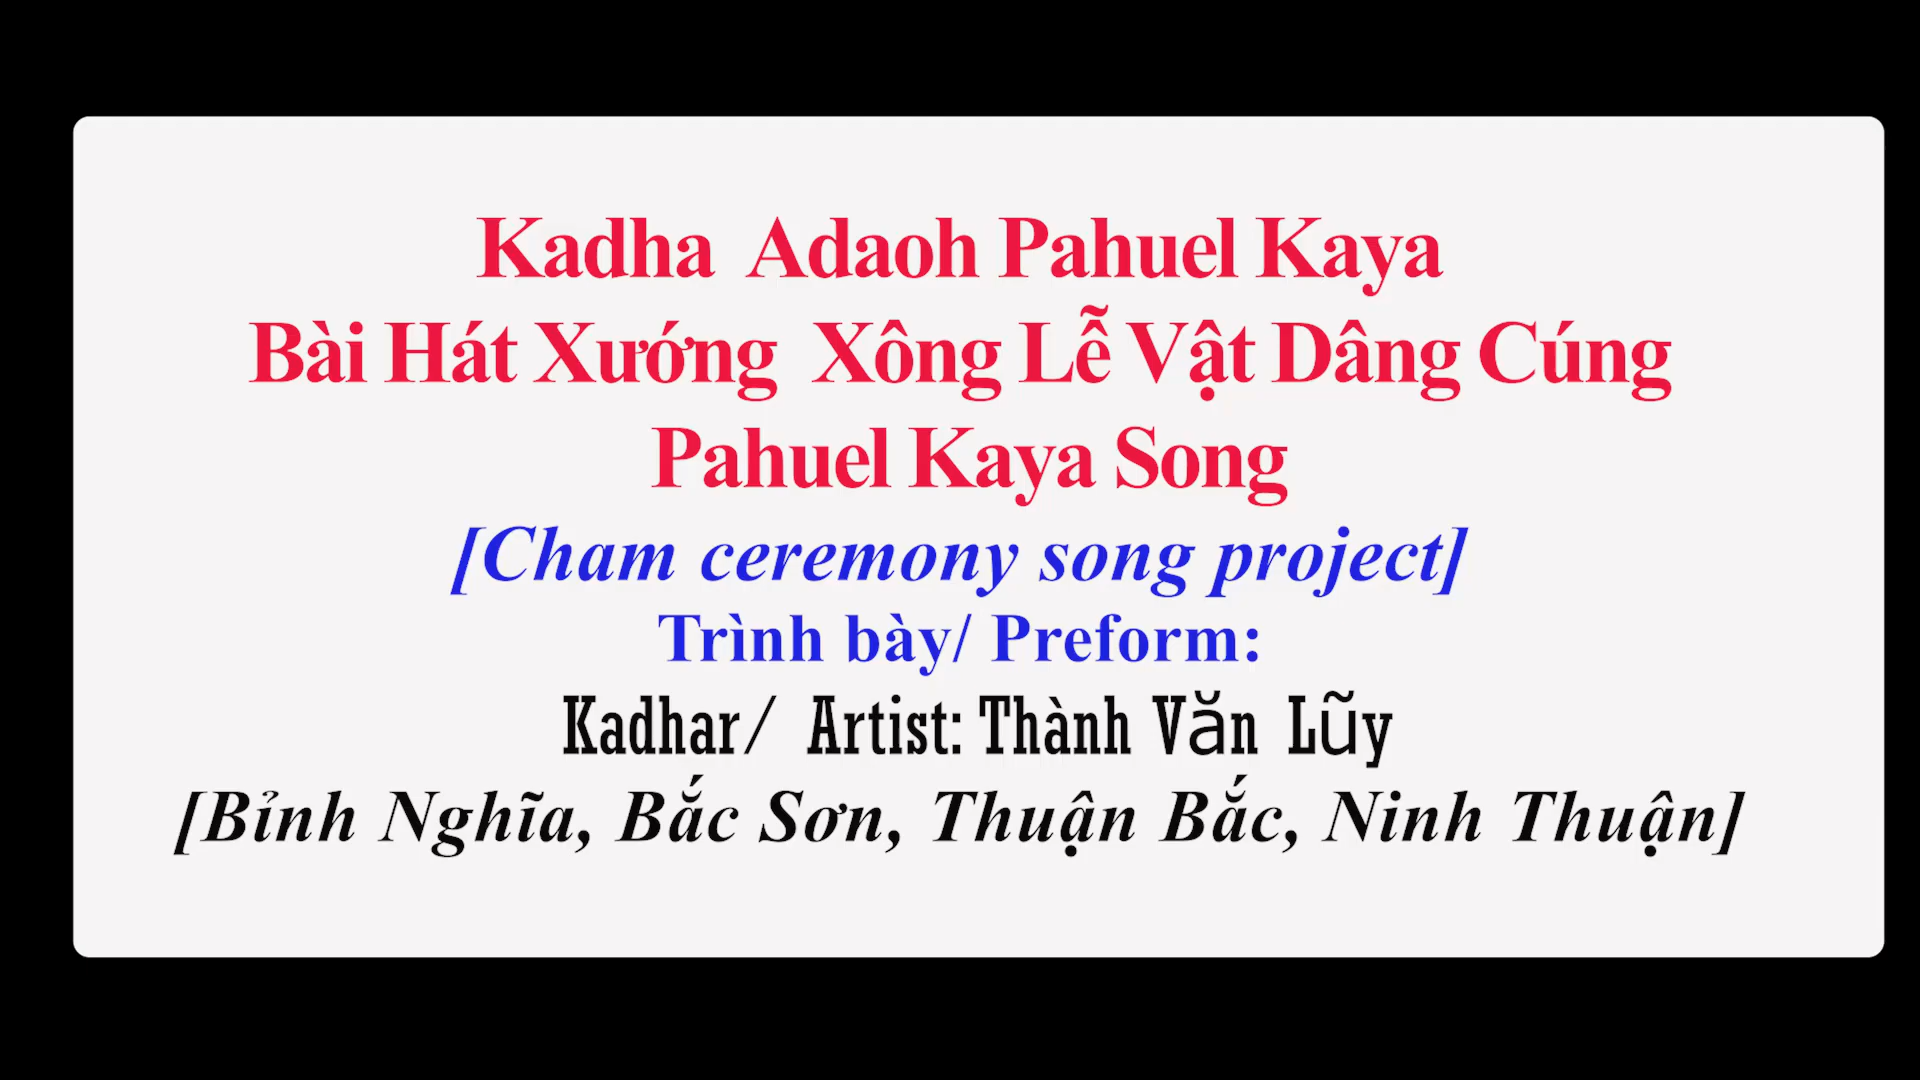 Kadha Adaoh Pahuel Kaya
Bài Hát Xướng Xông Lễ Vật Dâng Cúng
Pahuel Kaya Song
[Cham ceremony song project]
Trình bày/ Preform:
Kadhar/ Artist: Thành Văn Lũy
[Bỉnh Nghĩa, Bắc Sơn, Thuận Bắc, Ninh Thuận]